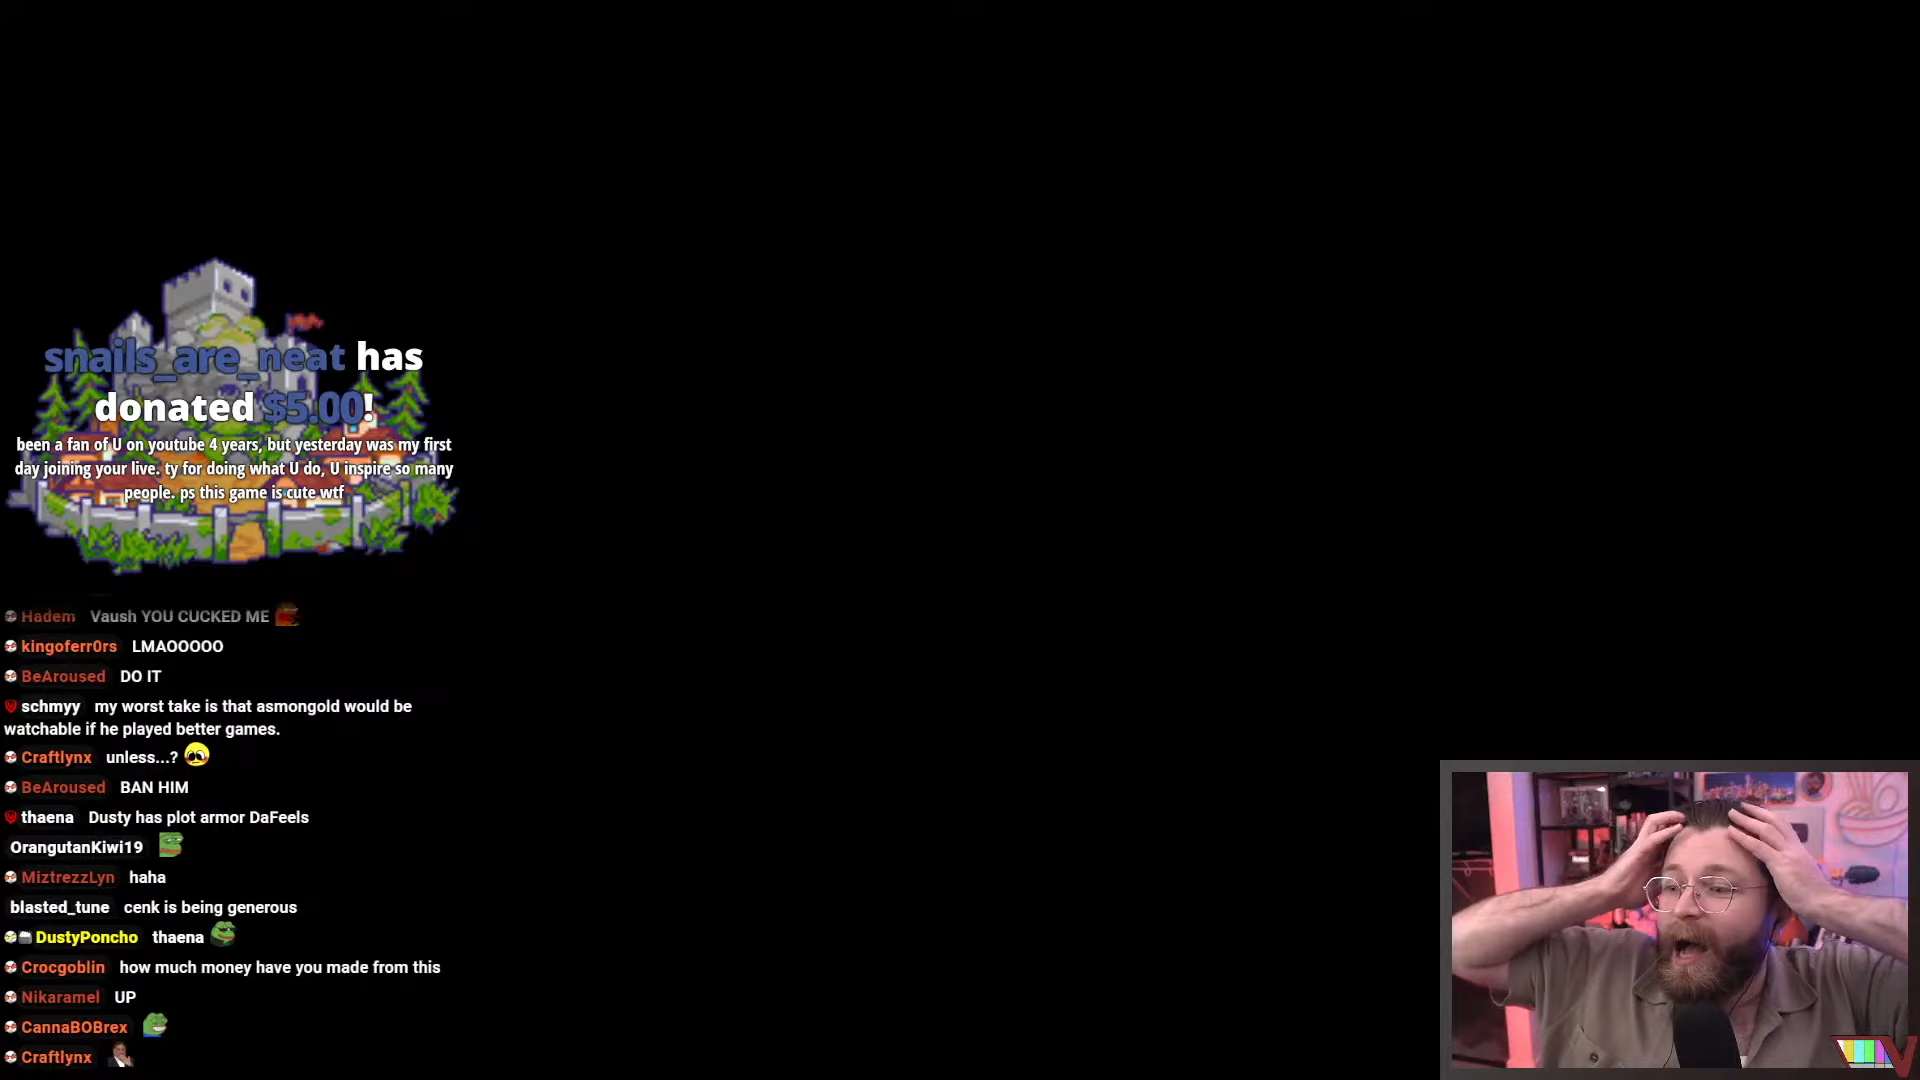 snails_are_neat has
donated $5.00!
been a fan of U on youtube 4 years, but yesterday was my first
day joining your live. ty for doing what U do, U inspire so many
people. ps this game is cute wtf
Hadem Vaush YOU CUCKED ME
kingoferr0rs LMAOOOOO
BeAroused DO IT
schmyy my worst take is that asmongold would be
watchable if he played better games.
Craftlynx unless...?
BeAroused BAN HIM
thaena Dusty has plot armor DaFeels
OrangutanKiwi19
MiztrezzLyn haha
blasted_tune cenk is being generous
DustyPoncho thaena
Crocgoblin how much money have you made from this
Nikaramel UP
CannaBOBrex
Craftlynx